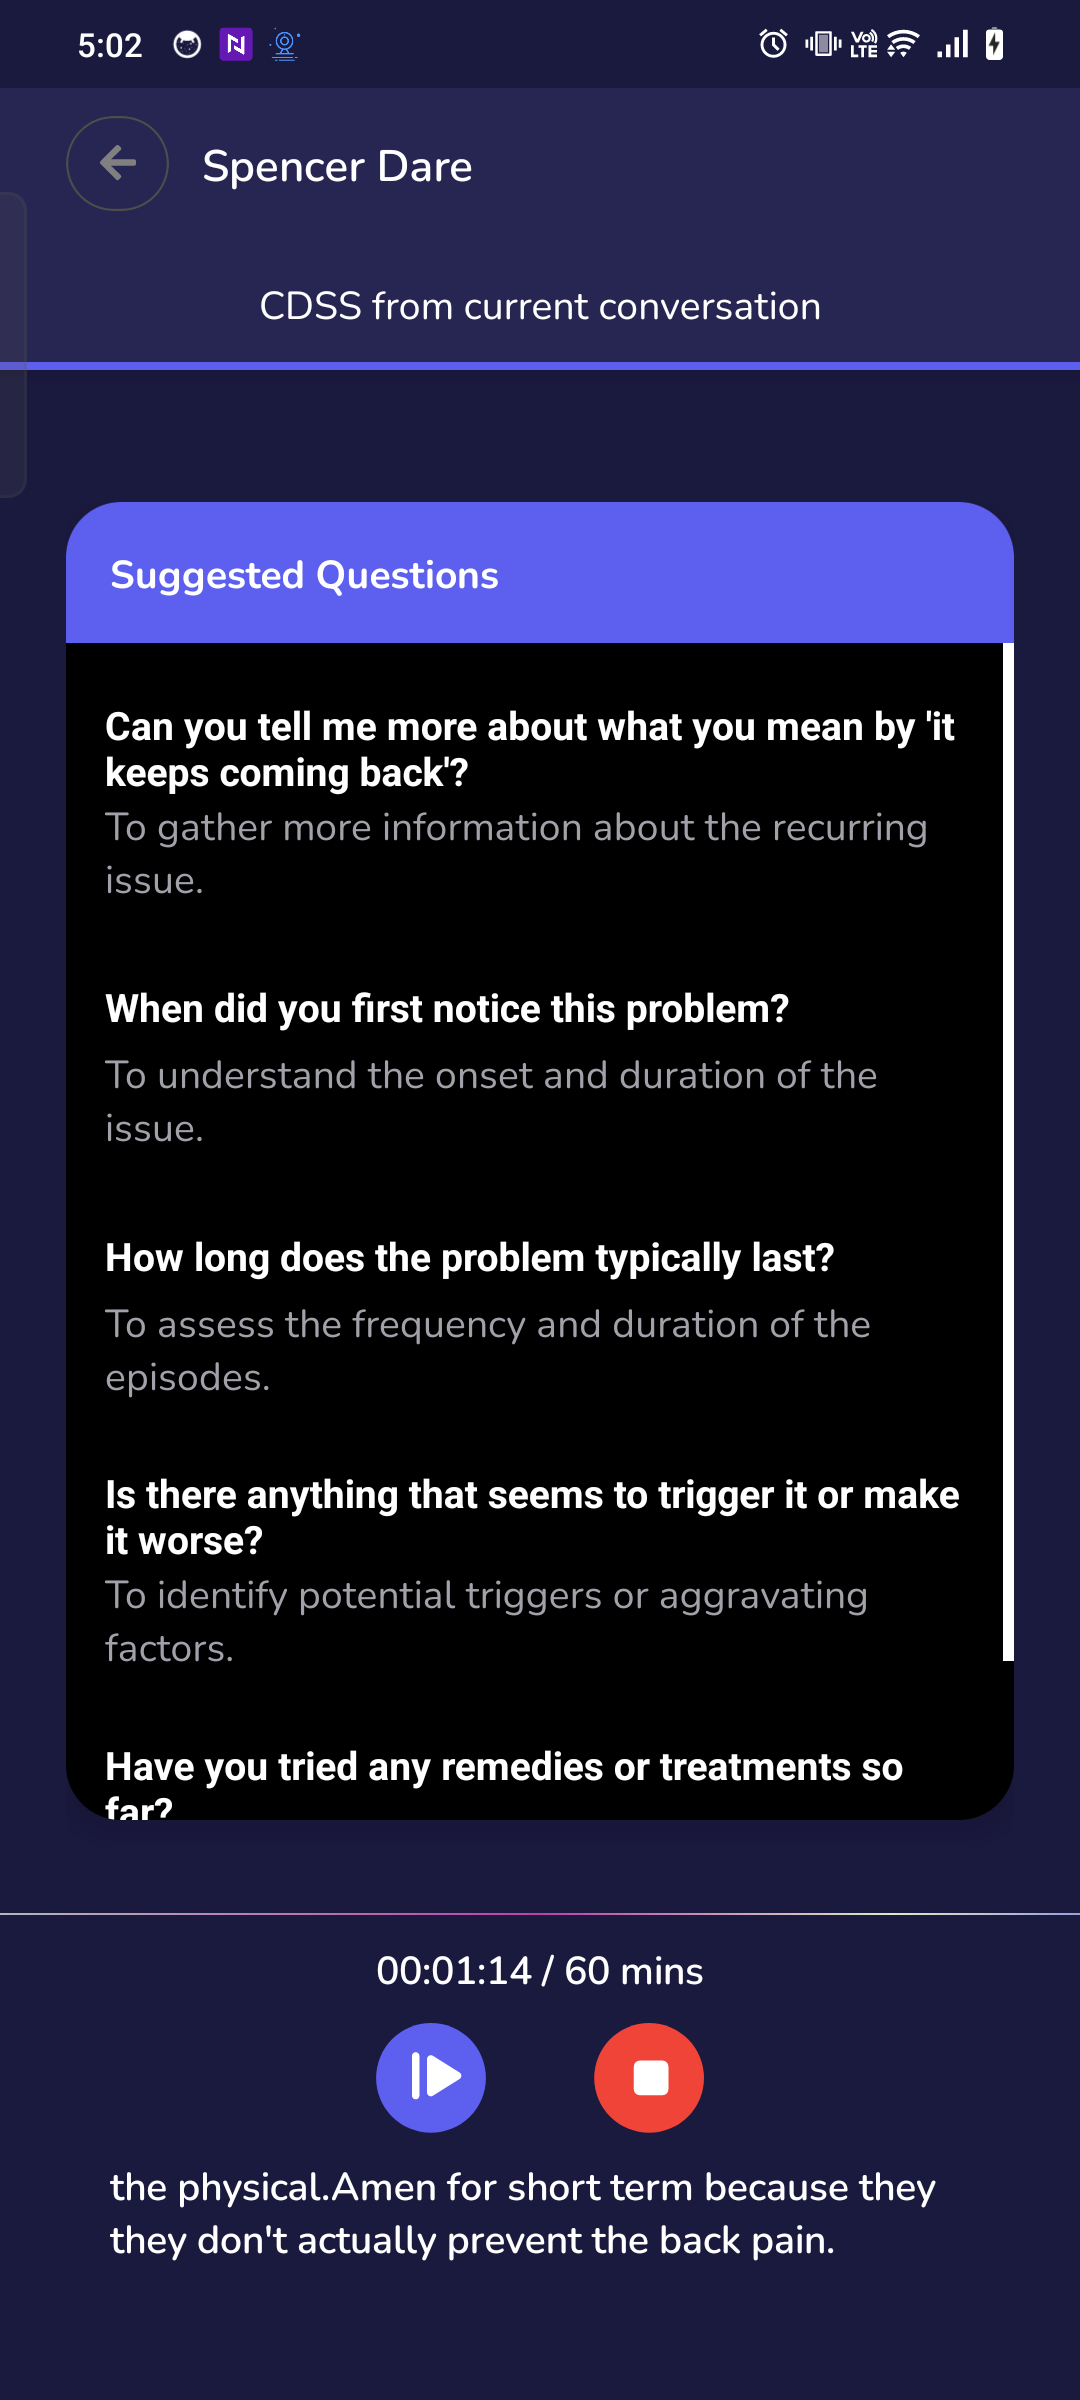 5:02
Vo) LTE
Spencer Dare
CDSS from current conversation
Suggested Questions
Can you tell me more about what you mean by 'it
keeps coming back'?
To gather more information about the recurring
issue.
When did you first notice this problem?
To understand the onset and duration of the
issue.
How long does the problem typically last?
To assess the frequency and duration of the
episodes.
Is there anything that seems to trigger it or make
it worse?
To identify potential triggers or aggravating
factors.
Have you tried any remedies or treatments so
far?
00:01:14 / 60 mins
the physical.Amen for short term because they
they don't actually prevent the back pain.